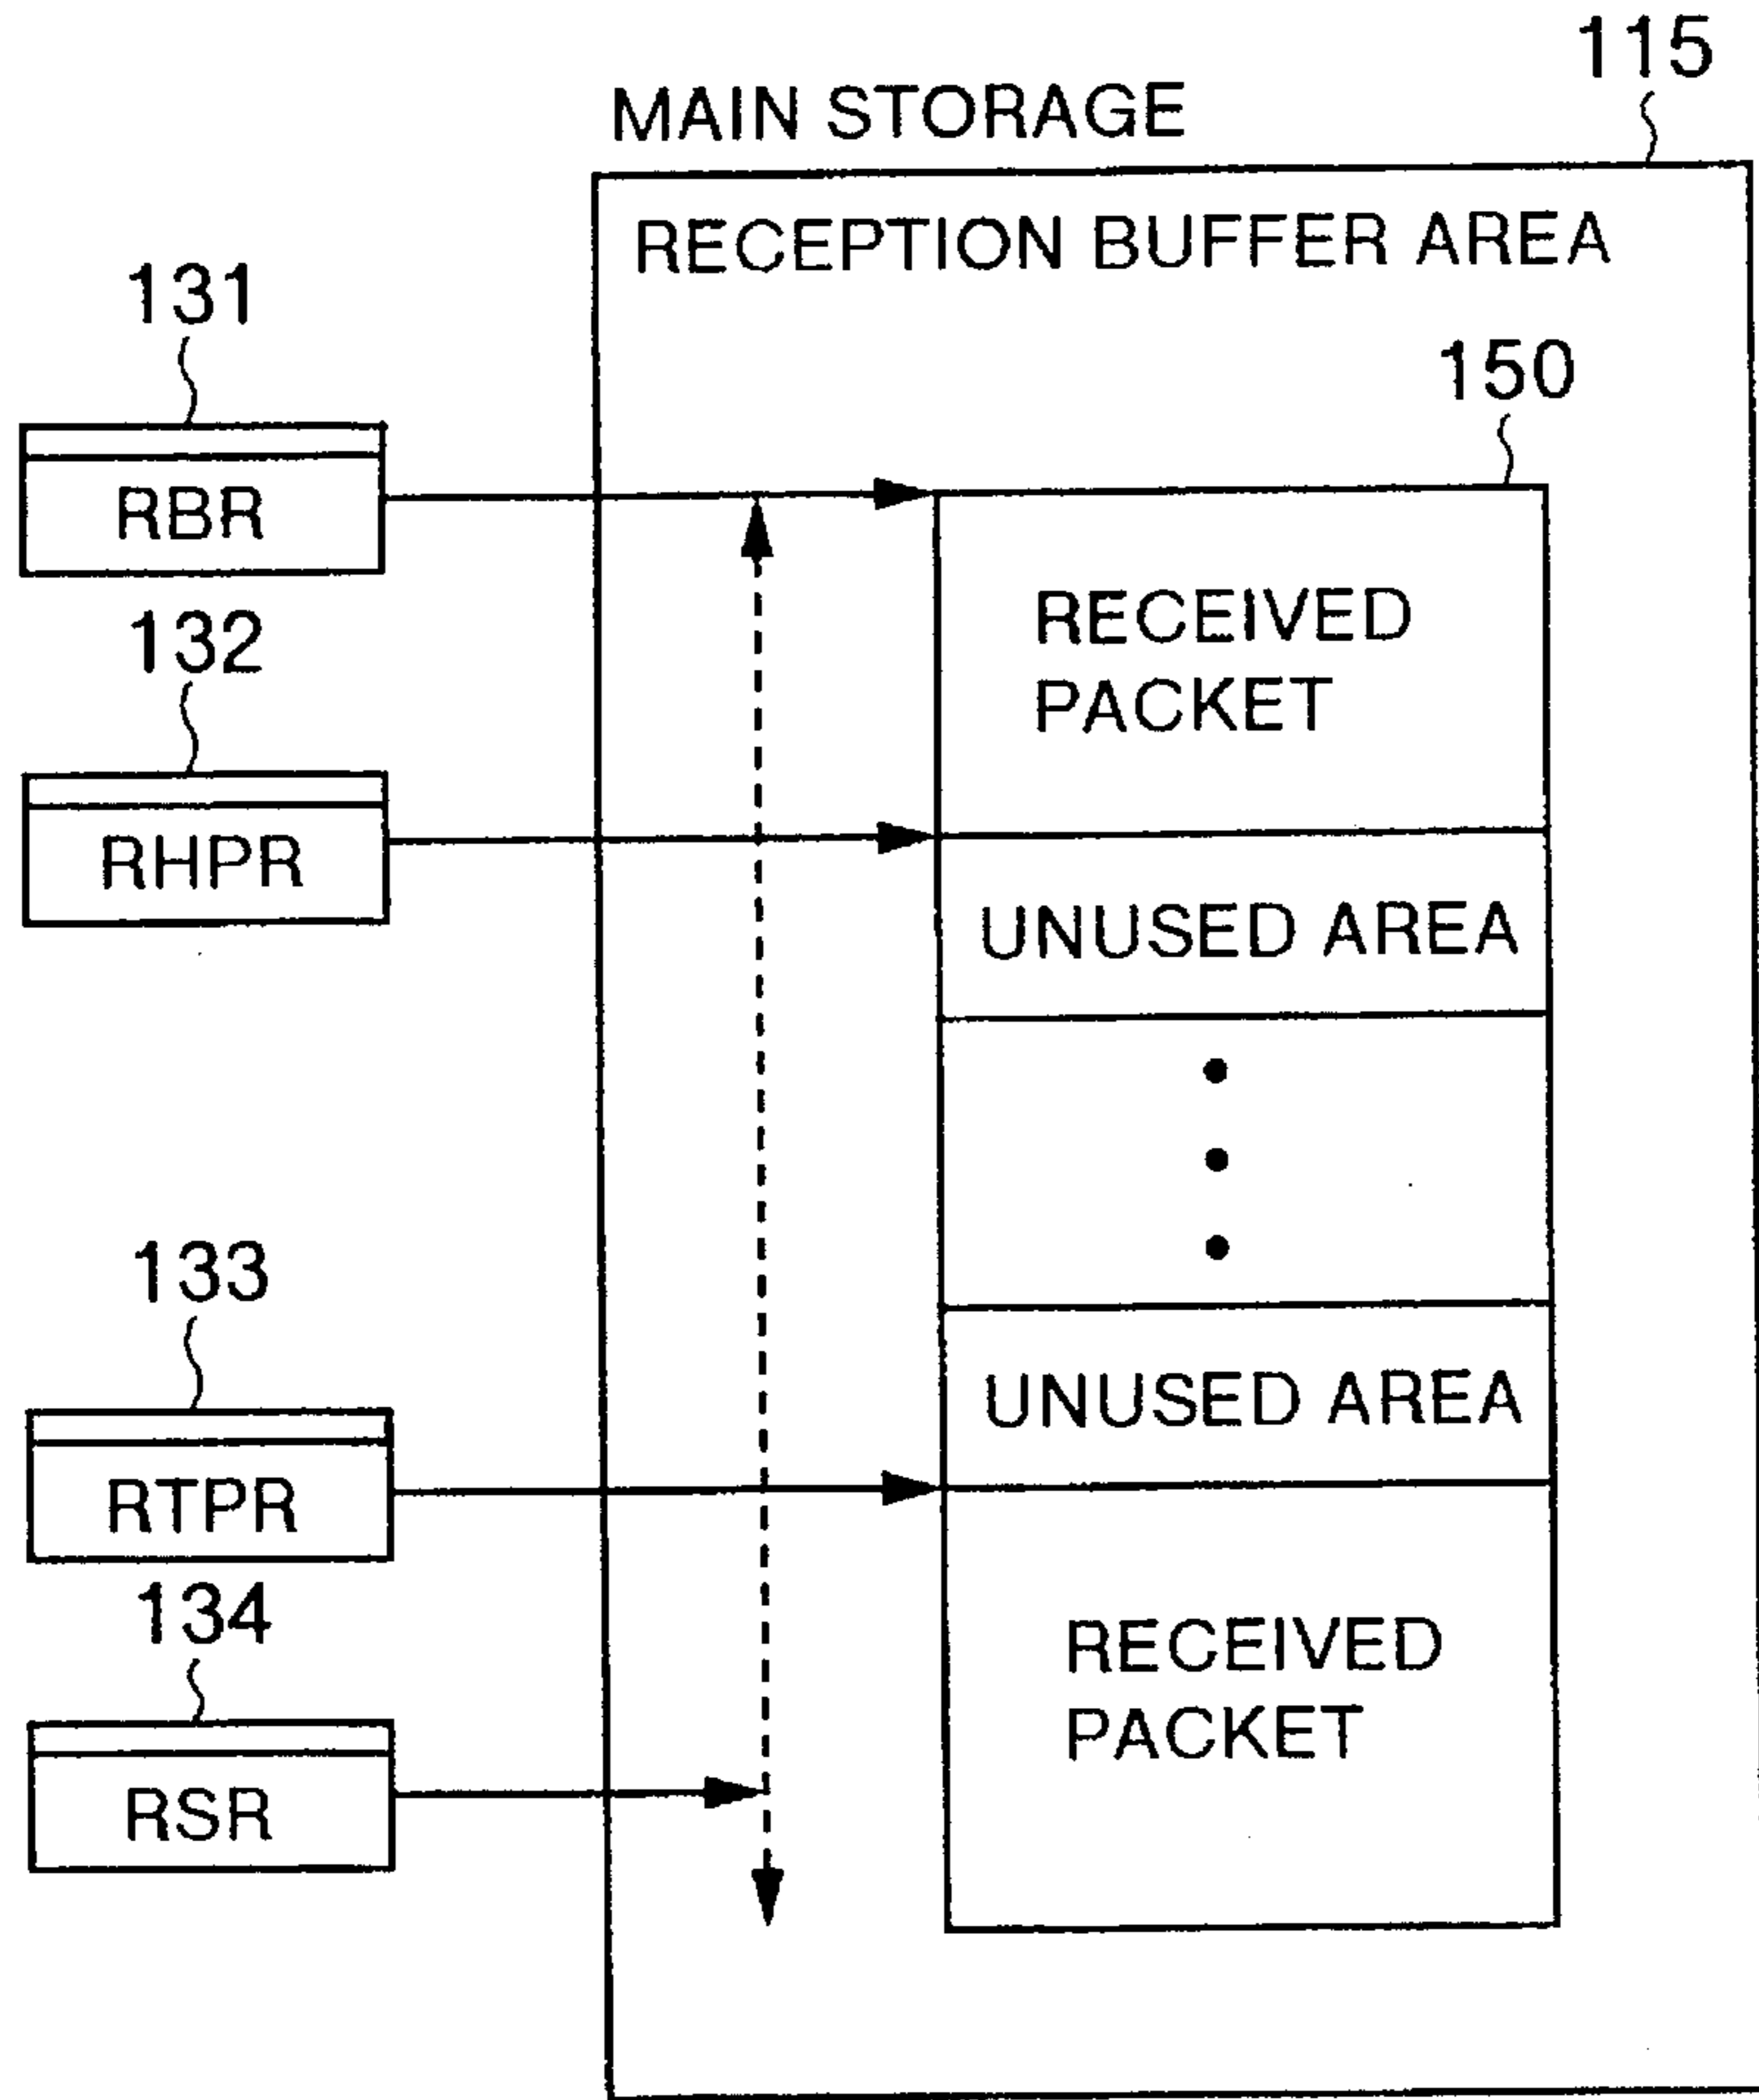 115
MAIN STORAGE
RECEPTION BUFFER AREA
131
150
RBR
RECEIVED
PACKET
132
RHPR
UNUSED AREA
133
UNUSED AREA
RTPR
134
RECEIVED
PACKET
RSR